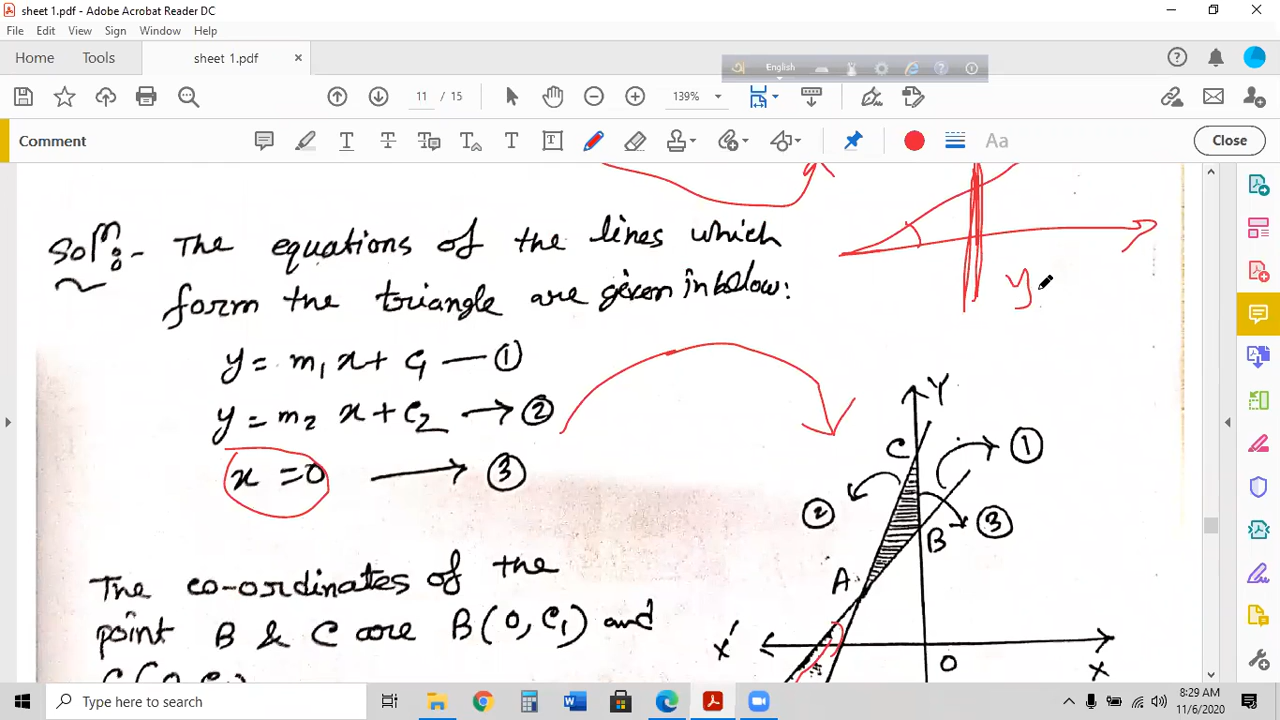 sheet 1.pdf - Adobe Acrobat Reader DC
File Edit View Sign Window Help
Home Tools sheet 1.pdf
English
11 / 15 139%
Comment Aa Close
Solⁿ:- The equations of the lines which
form the triangle are given in below:
y
y = m₁ x + c₁ — ①
y = m₂ x + c₂ → ②
x = 0 → ③
Y
C ①
② B ③
A
X' O X
The co-ordinates of the
point B & C are B(0, c₁) and
Type here to search
8:29 AM
11/6/2020